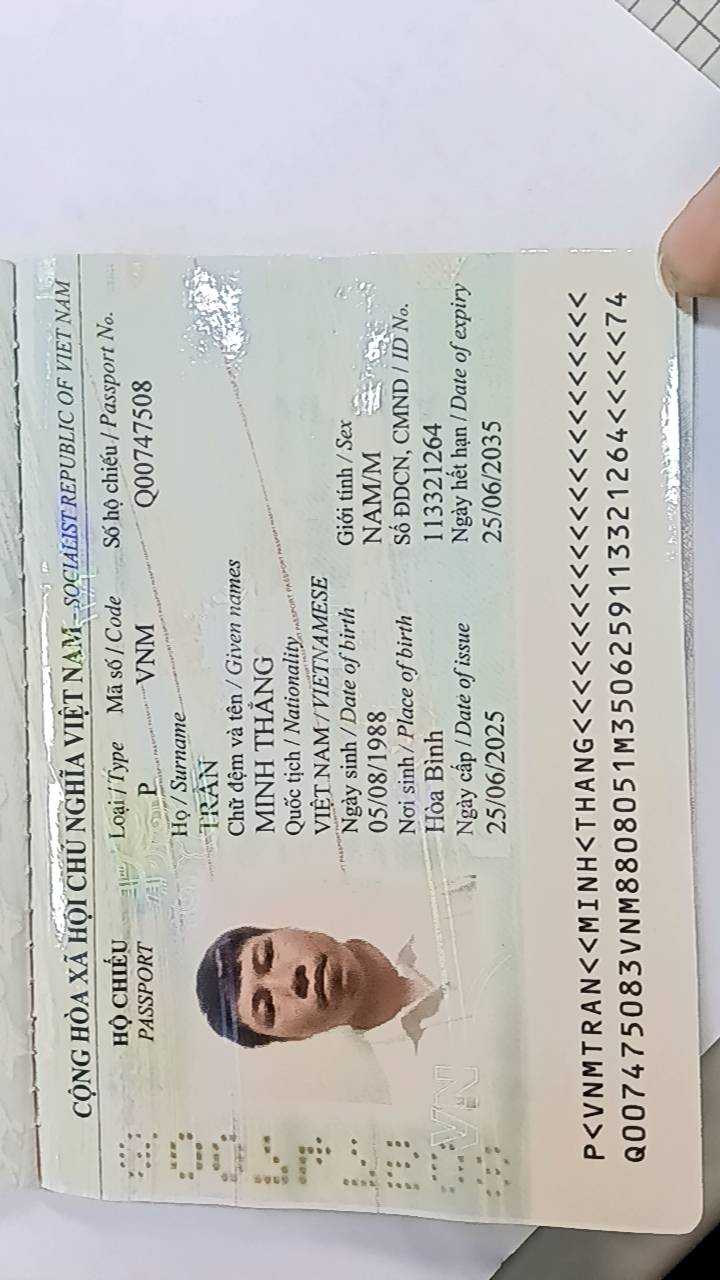 CỘNG HÒA XÃ HỘI CHỦ NGHĨA VIỆT NAM - SOCIALIST REPUBLIC OF VIET NAM
HỘ CHIẾU
PASSPORT
Loại / Type Mã số / Code Số hộ chiếu / Passport No.
P VNM Q00747508
Họ / Surname
TRẦN
Chữ đệm và tên / Given names
MINH THẮNG
Quốc tịch / Nationality
VIỆT NAM / VIETNAMESE
Ngày sinh / Date of birth Giới tính / Sex
05/08/1988 NAM/M
Nơi sinh / Place of birth Số ĐDCN, CMND / ID No.
Hòa Bình 113321264
Ngày cấp / Date of issue Ngày hết hạn / Date of expiry
25/06/2025 25/06/2035
VN
P<VNMTRAN<<MINH<THANG<<<<<<<<<<<<<<<<<<<<<<<
Q007475083VNM8808051M3506259113321264<<<<<74